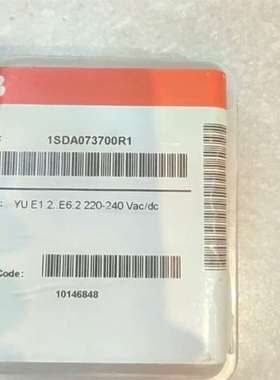 B
: 1SDA073700R1
: YU E1.2..E6.2 220-240 Vac/dc
Code:
10146848